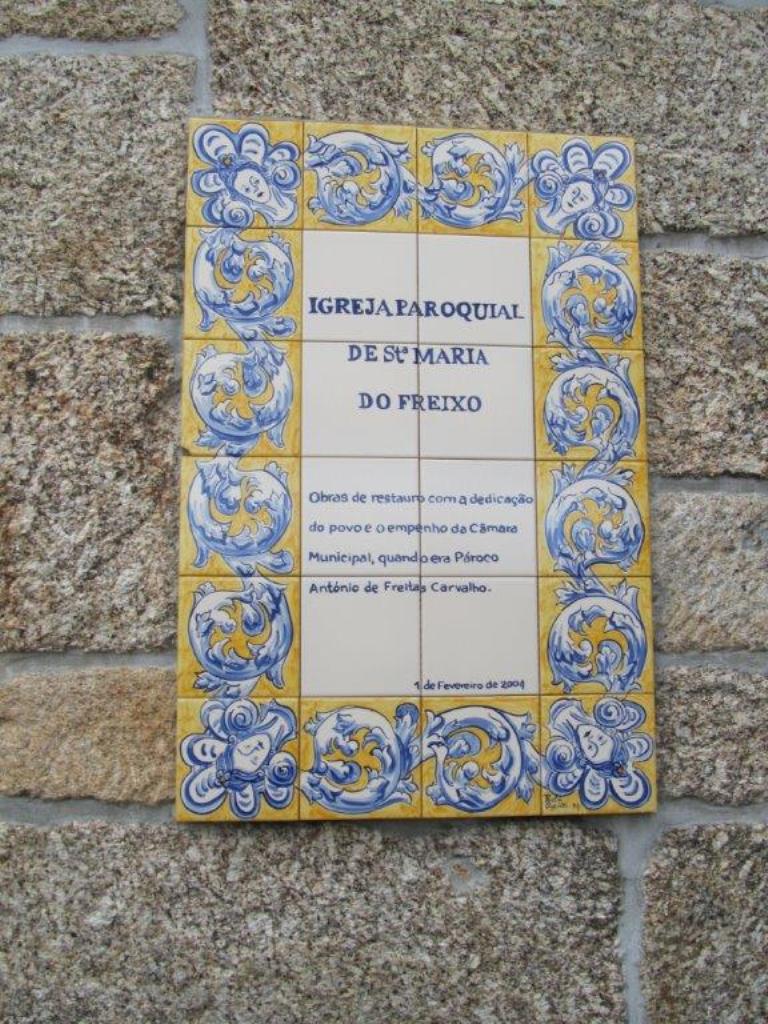 IGREJA PAROQUIAL
DE Stª MARIA
DO FREIXO
Obras de restauro com a dedicação
do povo e o empenho da Câmara
Municipal, quando era Pároco
António de Freitas Carvalho.
1 de Fevereiro de 2004